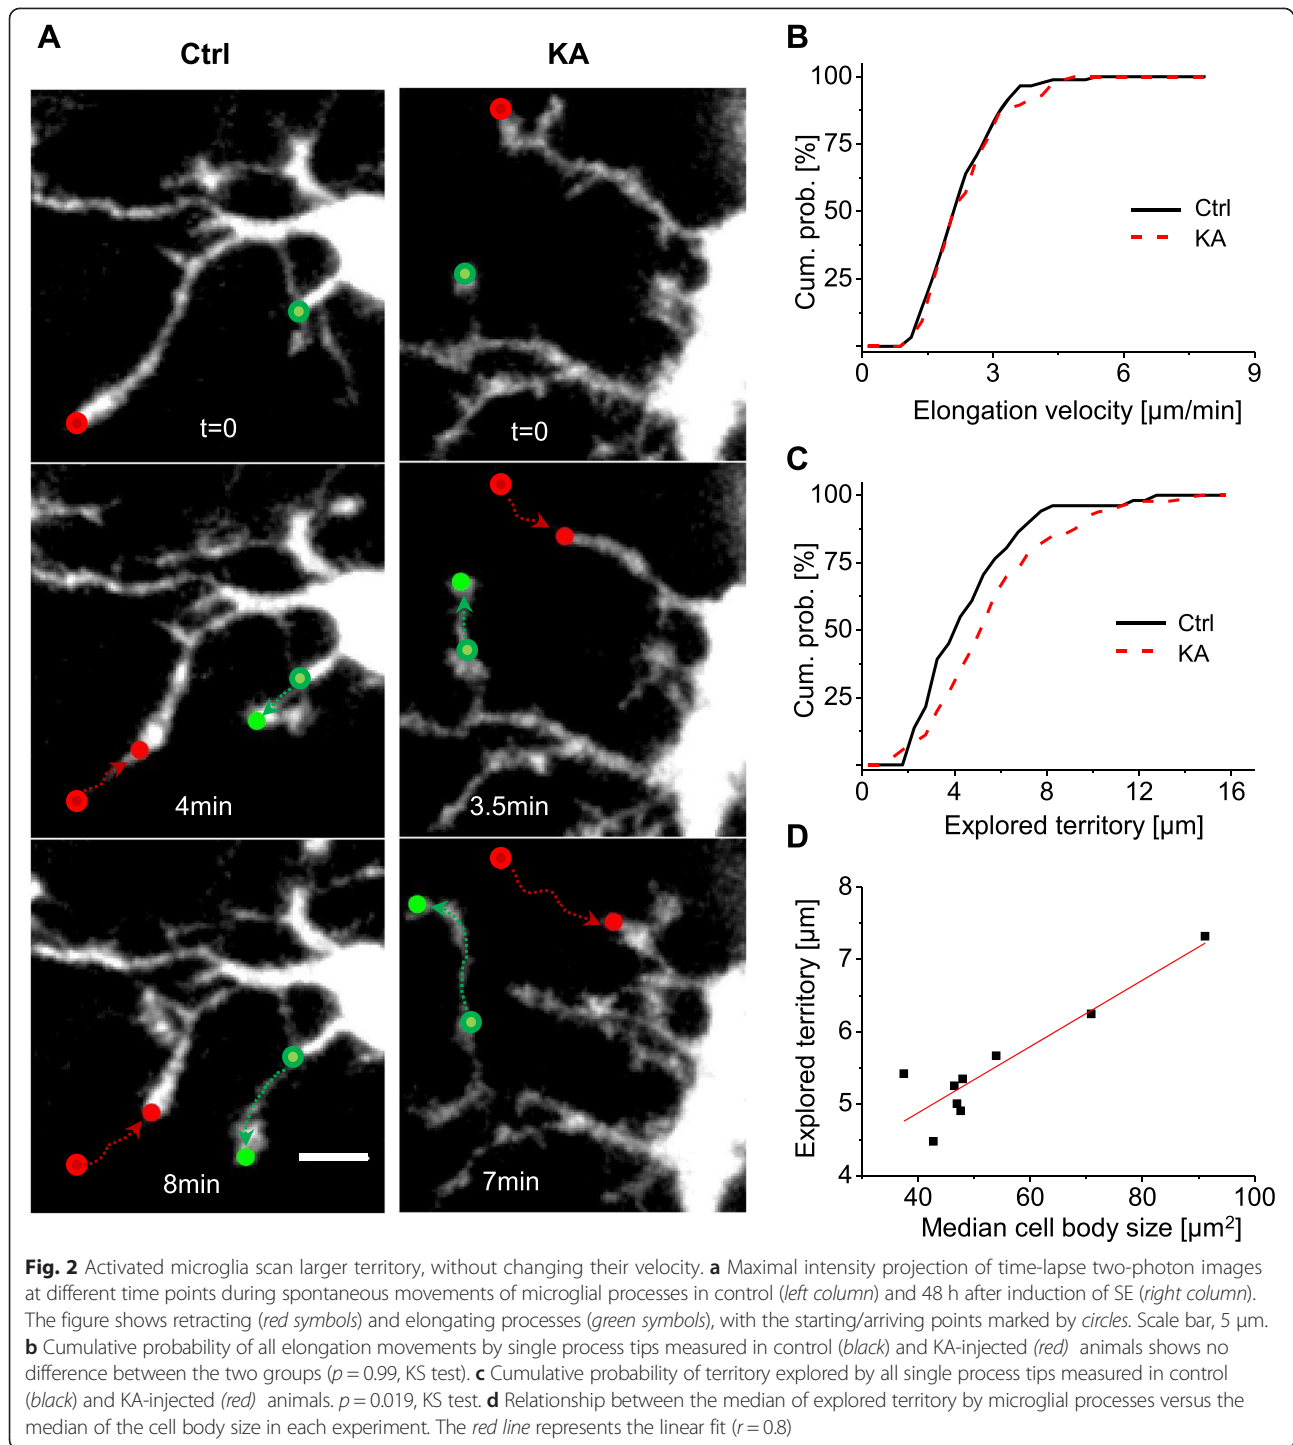 A
Ctrl
KA
t=0
t=0
4min
3.5min
8min
7min
B
100
75
50
25
Cum. prob. [%]
Ctrl
KA
0
3
6
9
Elongation velocity [µm/min]
C
100
75
50
25
Cum. prob. [%]
Ctrl
KA
0
4
8
12
16
Explored territory [µm]
D
8
7
6
5
4
Explored territory [µm]
40
60
80
100
Median cell body size [µm²]
Fig. 2 Activated microglia scan larger territory, without changing their velocity. a Maximal intensity projection of time-lapse two-photon images
at different time points during spontaneous movements of microglial processes in control (left column) and 48 h after induction of SE (right column).
The figure shows retracting (red symbols) and elongating processes (green symbols), with the starting/arriving points marked by circles. Scale bar, 5 µm.
b Cumulative probability of all elongation movements by single process tips measured in control (black) and KA-injected (red) animals shows no
difference between the two groups (p = 0.99, KS test). c Cumulative probability of territory explored by all single process tips measured in control
(black) and KA-injected (red) animals. p = 0.019, KS test. d Relationship between the median of explored territory by microglial processes versus the
median of the cell body size in each experiment. The red line represents the linear fit (r = 0.8)